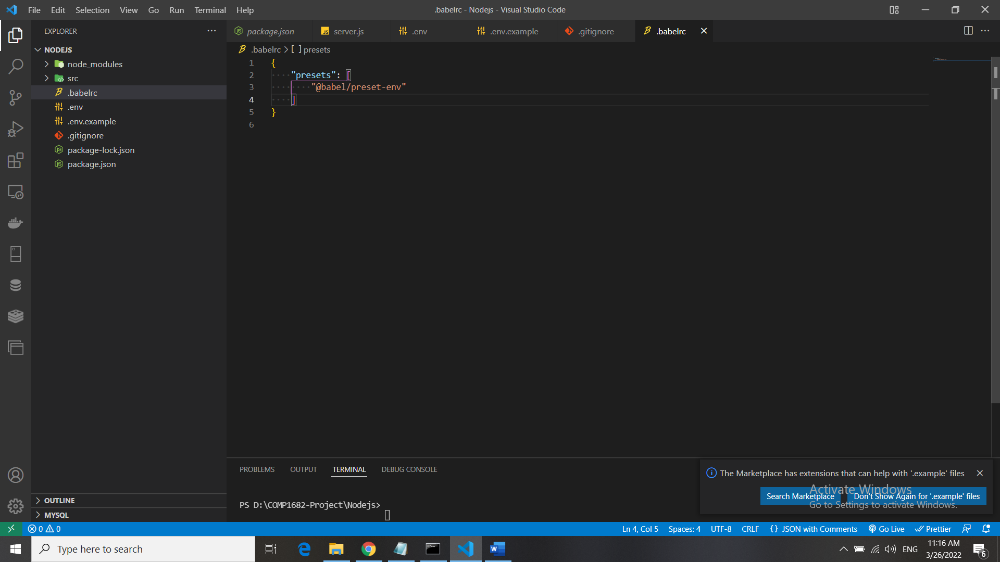 File Edit Selection View Go Run Terminal Help
.babelrc - Nodejs - Visual Studio Code
EXPLORER
NODEJS
node_modules
src
.babelrc
.env
.env.example
.gitignore
package-lock.json
package.json
OUTLINE
MYSQL
package.json server.js .env .env.example .gitignore .babelrc
.babelrc > [ ] presets
1 {
2 "presets": [
3 "@babel/preset-env"
4 ]
5 }
6
PROBLEMS OUTPUT TERMINAL DEBUG CONSOLE
PS D:\COMP1682-Project\Nodejs>
The Marketplace has extensions that can help with '.example' files
Search Marketplace Don't Show Again for '.example' files
Activate Windows
Go to Settings to activate Windows.
0 0 Ln 4, Col 5 Spaces: 4 UTF-8 CRLF {} JSON with Comments Go Live Prettier
Type here to search
ENG
11:16 AM
3/26/2022
6